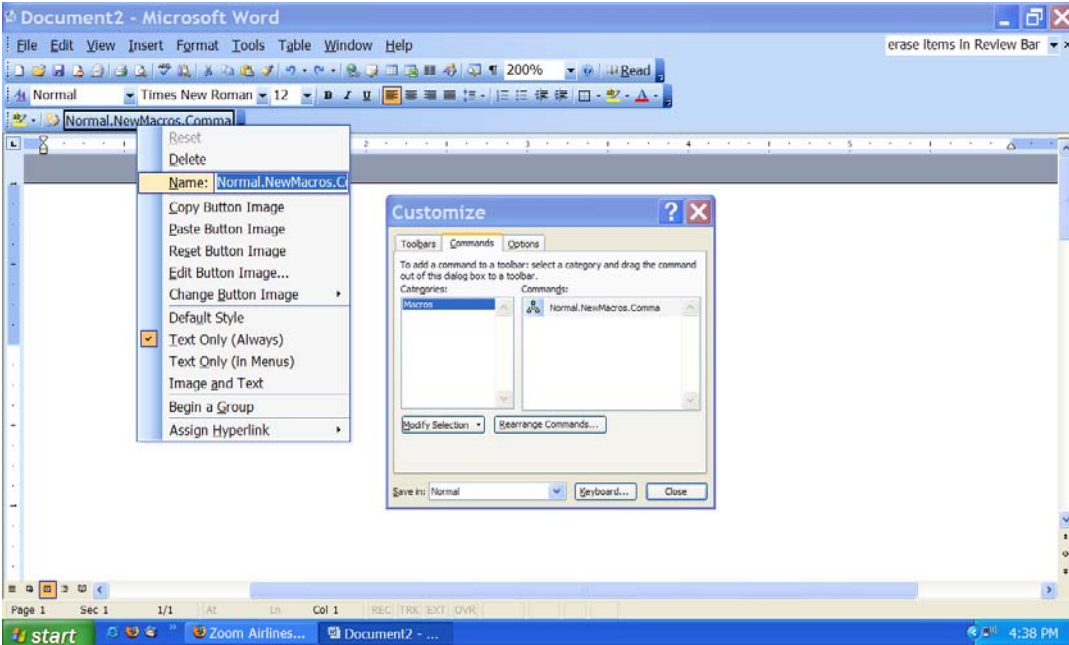 Document2 - Microsoft Word
File Edit View Insert Format Tools Table Window Help
erase Items In Review Bar
200% Read
Normal Times New Roman 12 B I U
Normal.NewMacros.Comma
2 3 4 5
Reset
Delete
Name: Normal.NewMacros.C
Copy Button Image
Paste Button Image
Reset Button Image
Edit Button Image...
Change Button Image
Default Style
Text Only (Always)
Text Only (In Menus)
Image and Text
Begin a Group
Assign Hyperlink
Customize
Toolbars Commands Options
To add a command to a toolbar: select a category and drag the command
out of this dialog box to a toolbar.
Categories: Commands:
Macros Normal.NewMacros.Comma
Modify Selection Rearrange Commands...
Save in: Normal Keyboard... Close
Page 1 Sec 1 1/1 At Ln Col 1 REC TRK EXT OVR
start Zoom Airlines... Document2 - ... 4:38 PM